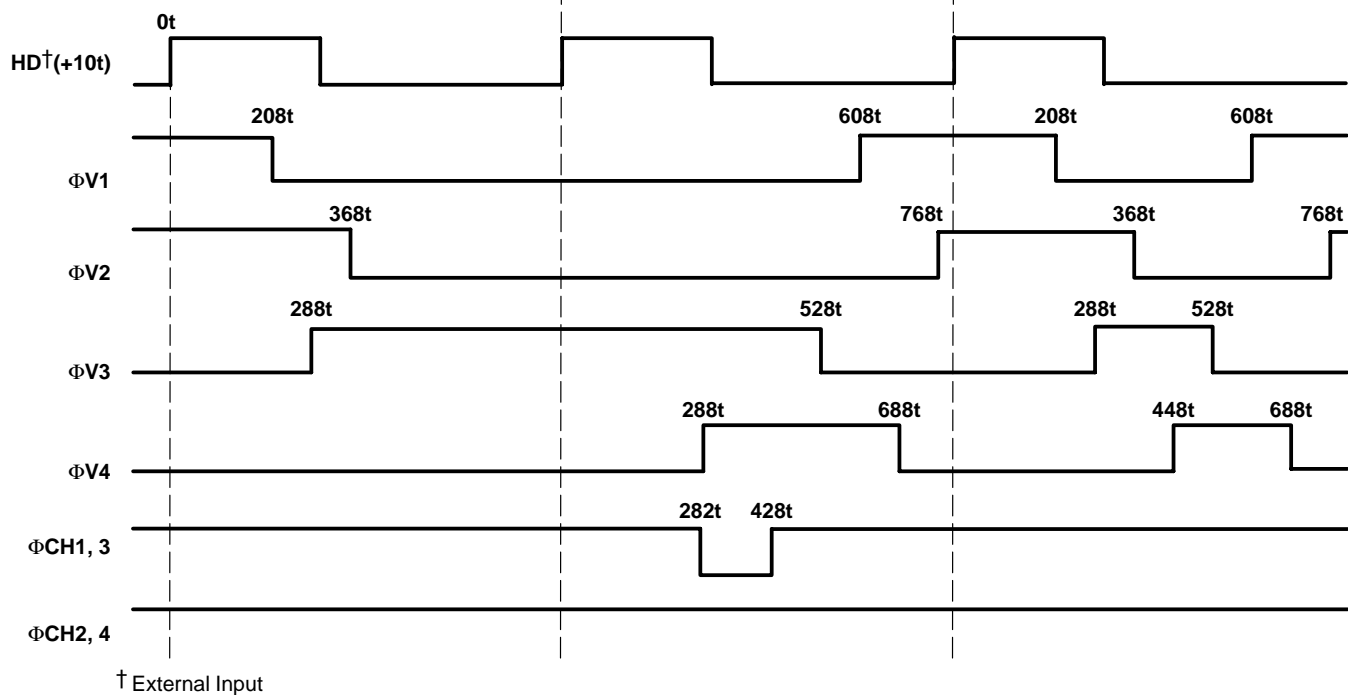 0t
HD†(+10t)
208t 608t 208t 608t
ΦV1
368t 768t 368t 768t
ΦV2
288t 528t 288t 528t
ΦV3
288t 688t 448t 688t
ΦV4
282t 428t
ΦCH1, 3
ΦCH2, 4
† External Input